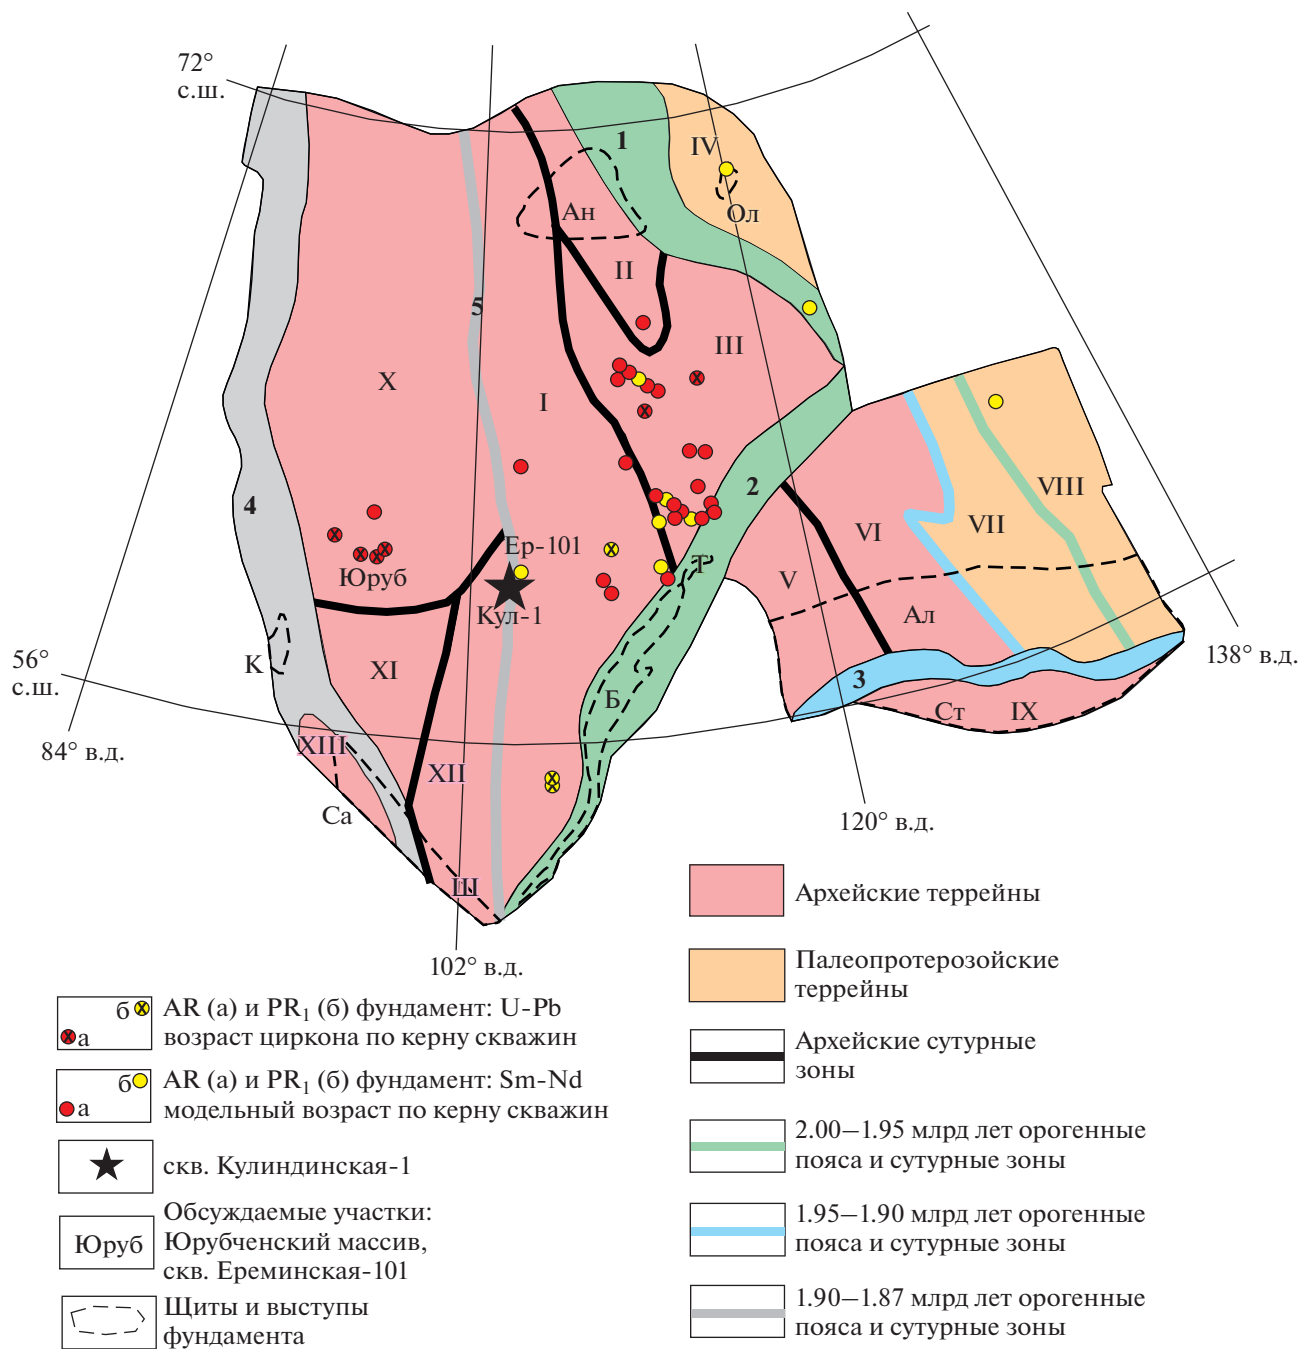 72°
с.ш.
1
IV
Ан
Ол
II
5
III
X
I
4
2
VIII
VI
VII
Ер-101
Юруб
Т
V
Кул-1
Ал
К
56°
с.ш.
XI
138° в.д.
3
Б
Ст
IX
84° в.д.
XIII
XII
Са
120° в.д.
Ш
102° в.д.
б
а
AR (а) и PR₁ (б) фундамент: U-Pb
возраст циркона по керну скважин
б
а
AR (а) и PR₁ (б) фундамент: Sm-Nd
модельный возраст по керну скважин
скв. Кулиндинская-1
Юруб
Обсуждаемые участки:
Юрубченский массив,
скв. Ереминская-101
Щиты и выступы
фундамента
Архейские террейны
Палеопротерозойские
террейны
Архейские сутурные
зоны
2.00–1.95 млрд лет орогенные
пояса и сутурные зоны
1.95–1.90 млрд лет орогенные
пояса и сутурные зоны
1.90–1.87 млрд лет орогенные
пояса и сутурные зоны